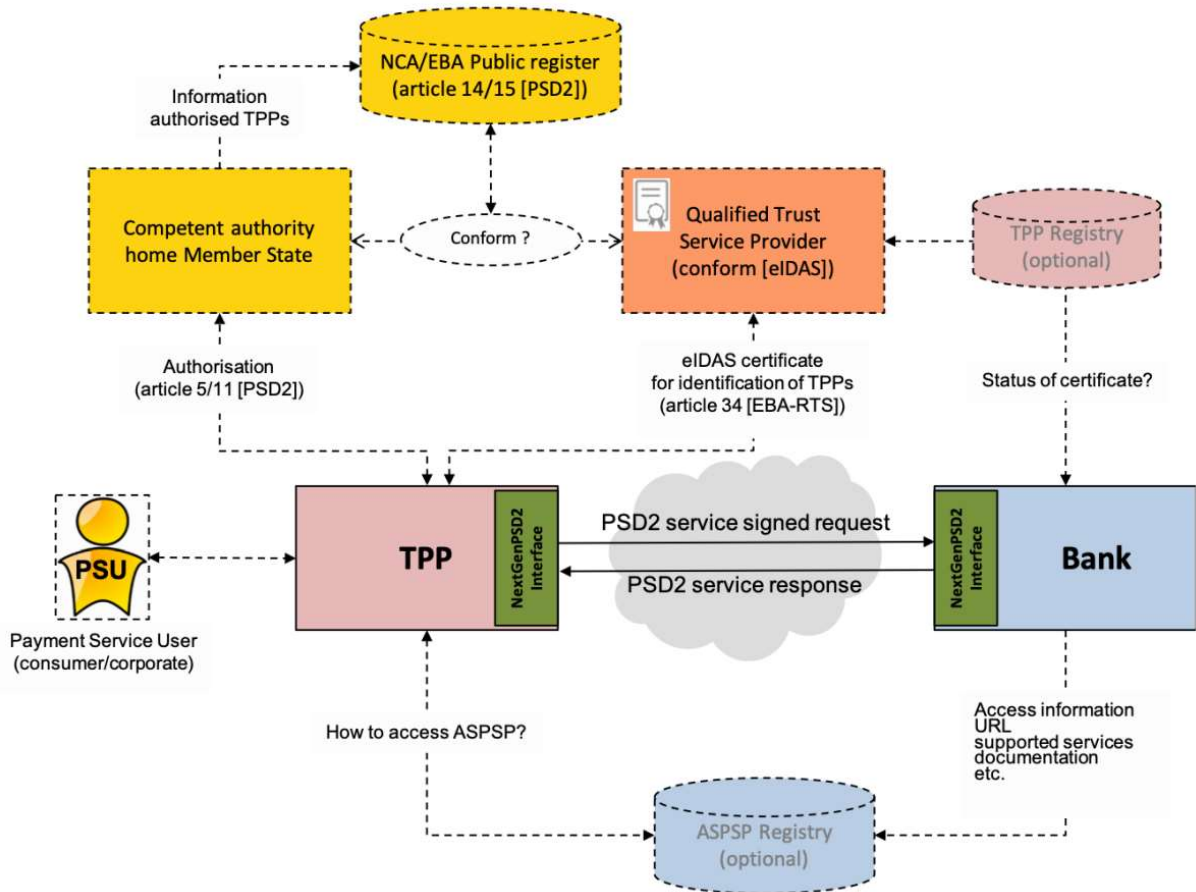 NCA/EBA Public register
(article 14/15 [PSD2])
Information
authorised TPPs
Competent authority
home Member State
Conform ?
Qualified Trust
Service Provider
(conform [eIDAS])
TPP Registry
(optional)
Authorisation
(article 5/11 [PSD2])
eIDAS certificate
for identification of TPPs
(article 34 [EBA-RTS])
Status of certificate?
PSU
Payment Service User
(consumer/corporate)
TPP
NextGenPSD2
Interface
PSD2 service signed request
PSD2 service response
NextGenPSD2
Interface
Bank
How to access ASPSP?
Access information
URL
supported services
documentation
etc.
ASPSP Registry
(optional)